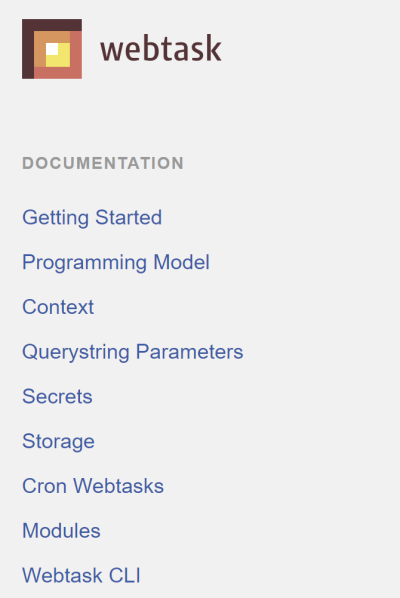 webtask
DOCUMENTATION
Getting Started
Programming Model
Context
Querystring Parameters
Secrets
Storage
Cron Webtasks
Modules
Webtask CLI